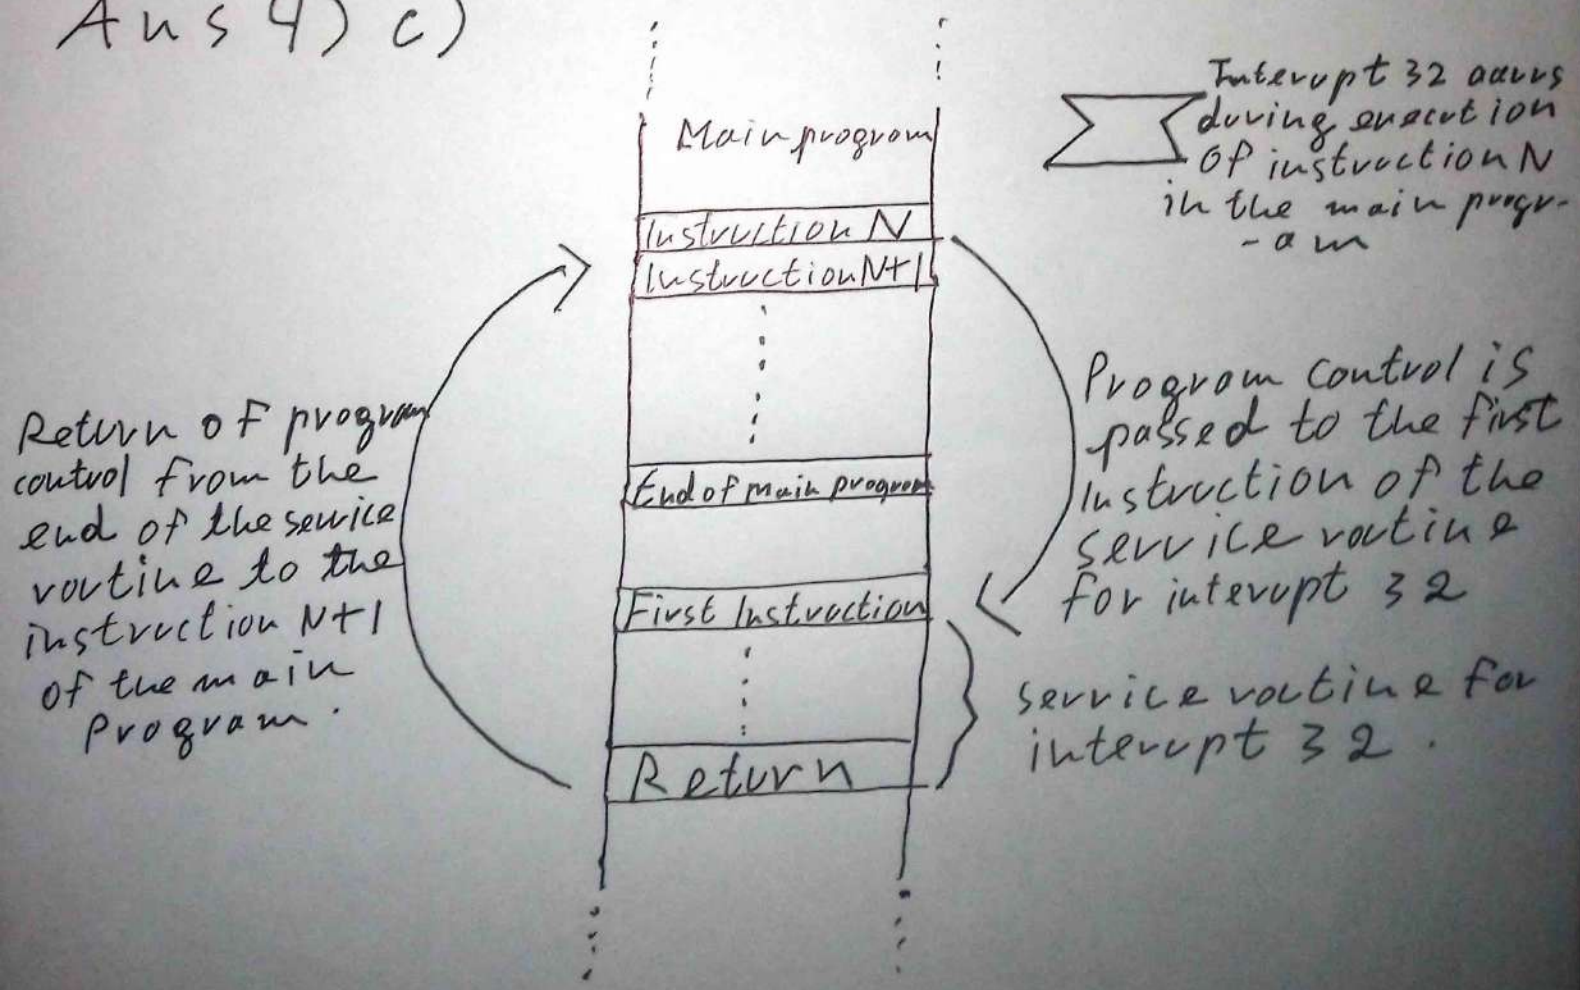 Ans 4) c)
Main program
Interupt 32 occurs
during execution
of instruction N
in the main progr-
-am
Instruction N
Instruction N+1
End of main program
First Instruction
Return
Program control is
passed to the first
Instruction of the
service routine
for interupt 32
service routine for
interupt 32.
Return of program
control from the
end of the service
routine to the
instruction N+1
of the main
Program.